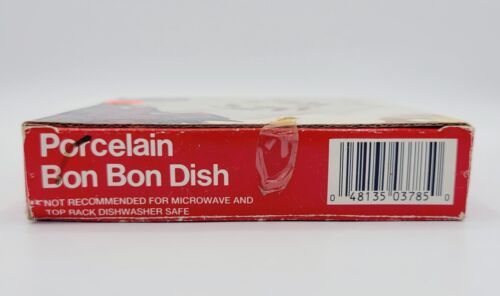 Porcelain
Bon Bon Dish
NOT RECOMMENDED FOR MICROWAVE AND
TOP RACK DISHWASHER SAFE
0 48135 03785 0